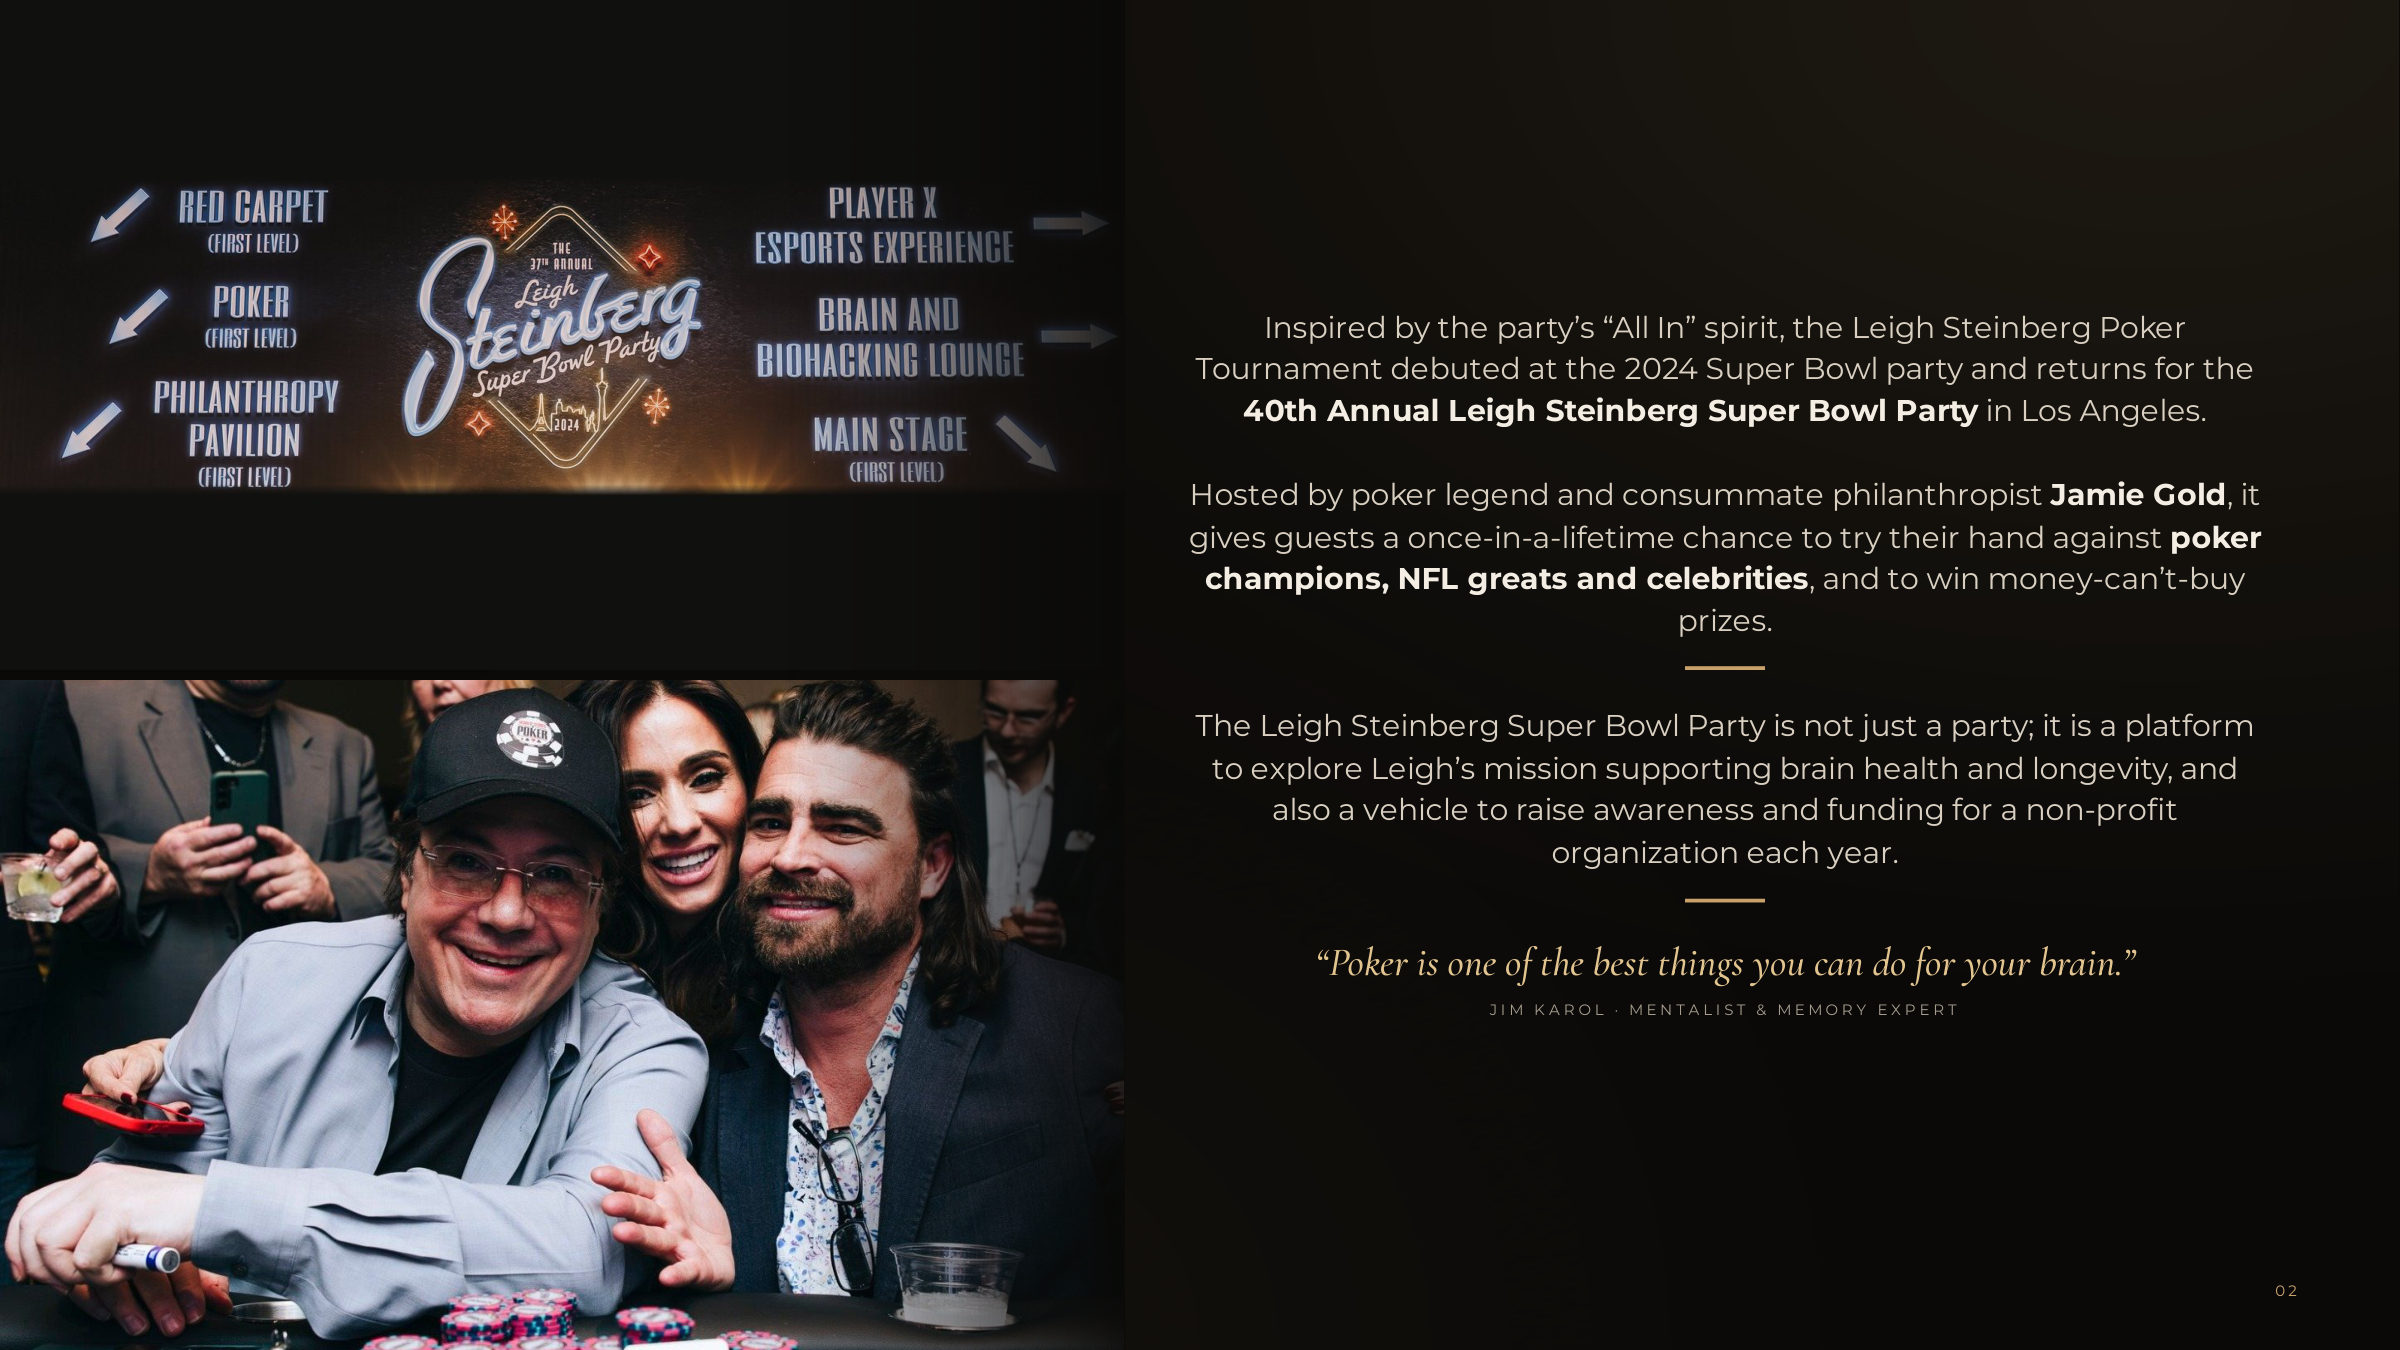 RED CARPET
(FIRST LEVEL)
POKER
(FIRST LEVEL)
PHILANTHROPY
PAVILION
(FIRST LEVEL)
THE
37TH ANNUAL
Leigh
Steinberg
Super Bowl Party
2024
PLAYER X
ESPORTS EXPERIENCE
BRAIN AND
BIOHACKING LOUNGE
MAIN STAGE
(FIRST LEVEL)
POKER
Inspired by the party’s “All In” spirit, the Leigh Steinberg Poker
Tournament debuted at the 2024 Super Bowl party and returns for the
40th Annual Leigh Steinberg Super Bowl Party in Los Angeles.
Hosted by poker legend and consummate philanthropist Jamie Gold, it
gives guests a once-in-a-lifetime chance to try their hand against poker
champions, NFL greats and celebrities, and to win money-can’t-buy
prizes.
The Leigh Steinberg Super Bowl Party is not just a party; it is a platform
to explore Leigh’s mission supporting brain health and longevity, and
also a vehicle to raise awareness and funding for a non-profit
organization each year.
“Poker is one of the best things you can do for your brain.”
JIM KAROL · MENTALIST & MEMORY EXPERT
02